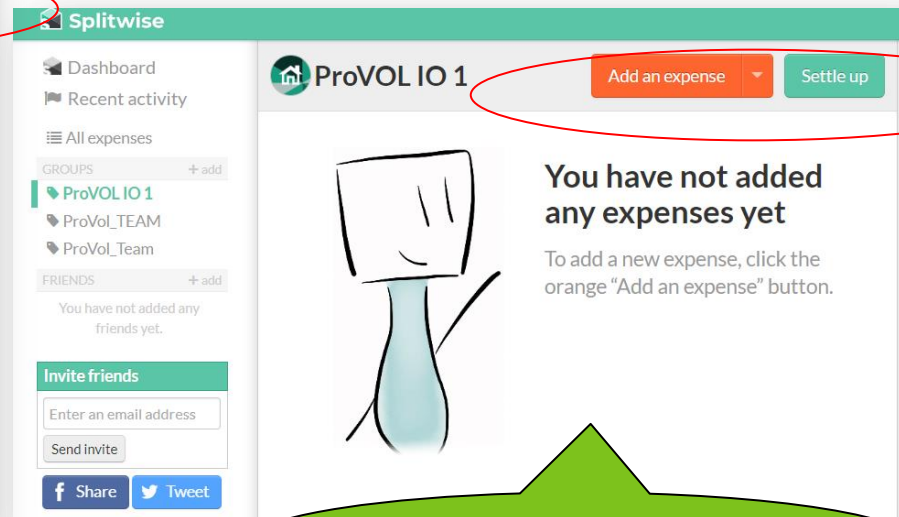 Splitwise
Dashboard
Recent activity
All expenses
GROUPS + add
ProVOL IO 1
ProVol_TEAM
ProVol_Team
FRIENDS + add
You have not added any
friends yet.
Invite friends
Enter an email address
Send invite
f Share Tweet
ProVOL IO 1
Add an expense
Settle up
You have not added
any expenses yet
To add a new expense, click the
orange “Add an expense” button.